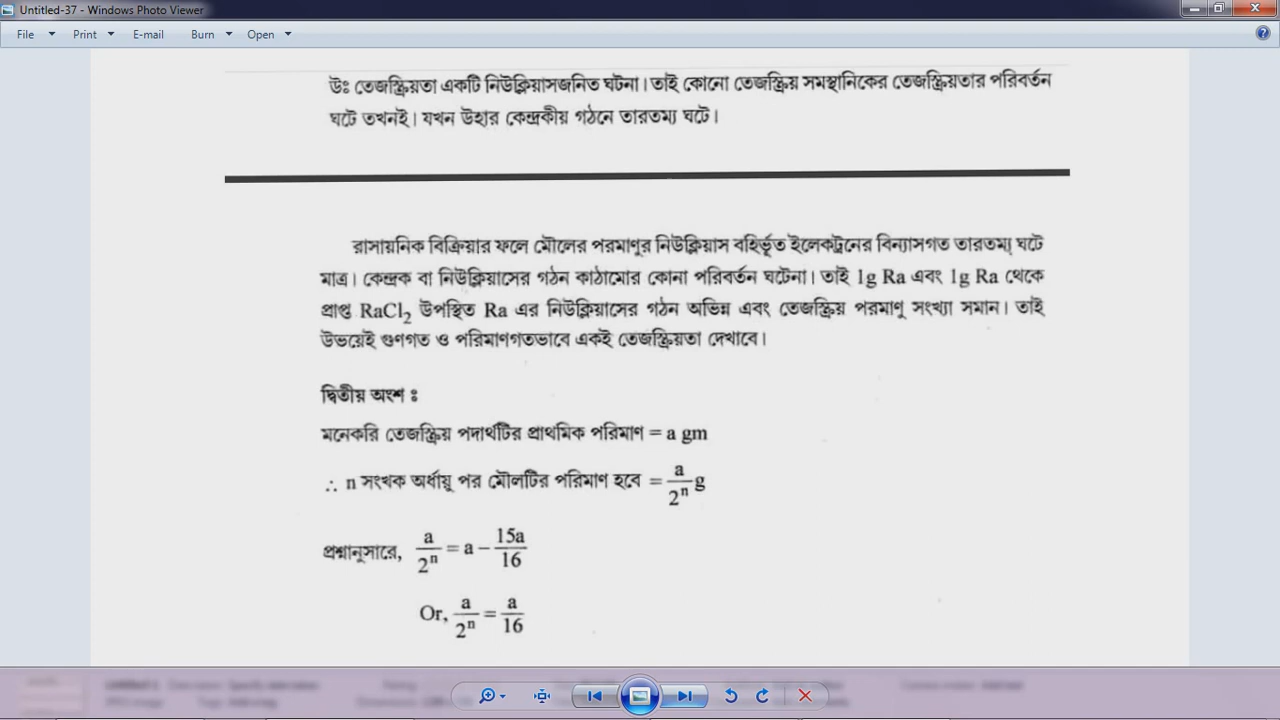 Untitled-37 - Windows Photo Viewer
File Print E-mail Burn Open
উঃ তেজস্ক্রিয়তা একটি নিউক্লিয়াসজনিত ঘটনা। তাই কোনো তেজস্ক্রিয় সমস্থানিকের তেজস্ক্রিয়তার পরিবর্তন
ঘটে তখনই। যখন উহার কেন্দ্রকীয় গঠনে তারতম্য ঘটে।
রাসায়নিক বিক্রিয়ার ফলে মৌলের পরমাণুর নিউক্লিয়াস বহির্ভূত ইলেকট্রনের বিন্যাসগত তারতম্য ঘটে
মাত্র। কেন্দ্রক বা নিউক্লিয়াসের গঠন কাঠামোর কোনা পরিবর্তন ঘটেনা। তাই 1g Ra এবং 1g Ra থেকে
প্রাপ্ত RaCl₂ উপস্থিত Ra এর নিউক্লিয়াসের গঠন অভিন্ন এবং তেজস্ক্রিয় পরমাণু সংখ্যা সমান। তাই
উভয়েই গুণগত ও পরিমাণগতভাবে একই তেজস্ক্রিয়তা দেখাবে।
দ্বিতীয় অংশ ঃ
মনেকরি তেজস্ক্রিয় পদার্থটির প্রাথমিক পরিমাণ = a gm
∴ n সংখক অর্ধায়ু পর মৌলটির পরিমাণ হবে = a/2ⁿ g
প্রশ্নানুসারে, a/2ⁿ = a − 15a/16
Or, a/2ⁿ = a/16